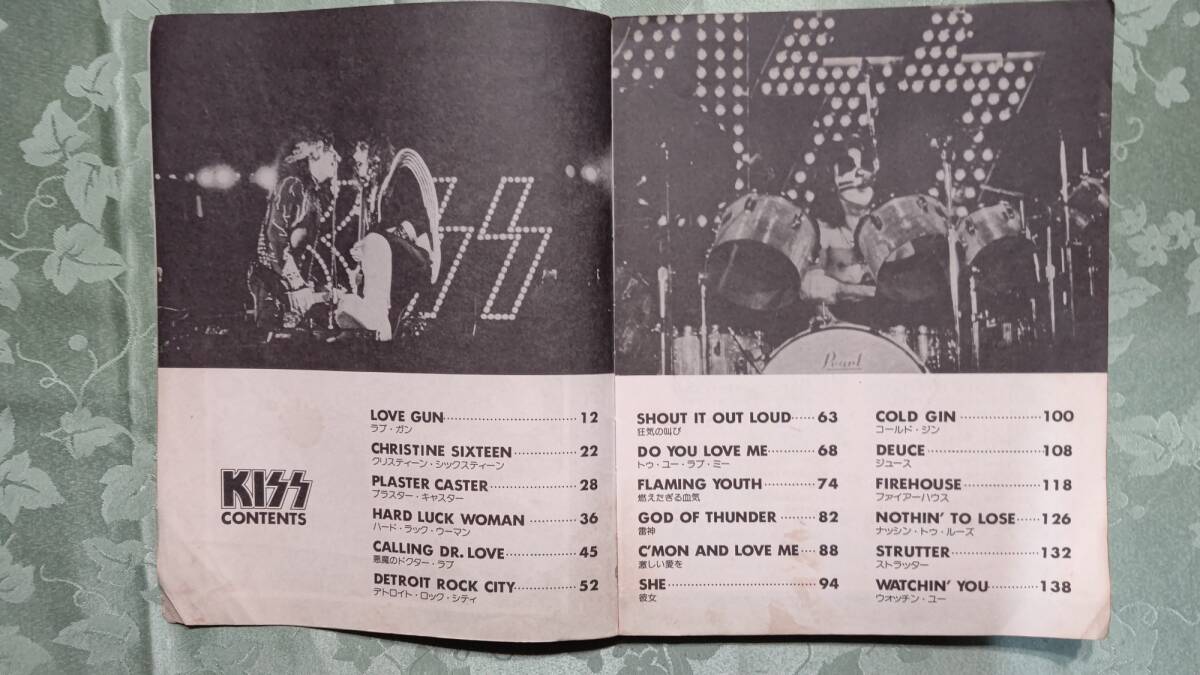 KISS
Pearl
KISS
CONTENTS
LOVE GUN 12
ラブ・ガン
CHRISTINE SIXTEEN 22
クリスティーン・シックスティーン
PLASTER CASTER 28
プラスター・キャスター
HARD LUCK WOMAN 36
ハード・ラック・ウーマン
CALLING DR. LOVE 45
悪魔のドクター・ラブ
DETROIT ROCK CITY 52
デトロイト・ロック・シティ
SHOUT IT OUT LOUD 63
狂気の叫び
DO YOU LOVE ME 68
トゥ・ユー・ラブ・ミー
FLAMING YOUTH 74
燃えたぎる血気
GOD OF THUNDER 82
雷神
C'MON AND LOVE ME 88
激しい愛を
SHE 94
彼女
COLD GIN 100
コールド・ジン
DEUCE 108
ジュース
FIREHOUSE 118
ファイアーハウス
NOTHIN' TO LOSE 126
ナッシン・トゥ・ルーズ
STRUTTER 132
ストラッター
WATCHIN' YOU 138
ウォッチン・ユー